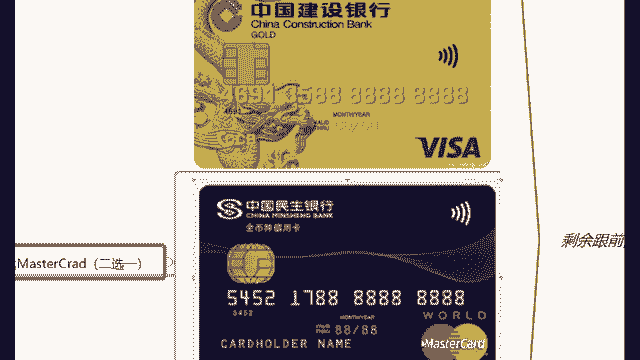 中国建设银行
China Construction Bank
GOLD
4691 3588 8888 8888
MONTH/YEAR
VISA
中国民生银行
CHINA MINSHENG BANK
全币种信用卡
MasterCrad（二选一）
剩余跟前
5452 1788 8888 8888
5452
MONTH/YEAR
88/88
WORLD
CARDHOLDER NAME
MasterCard